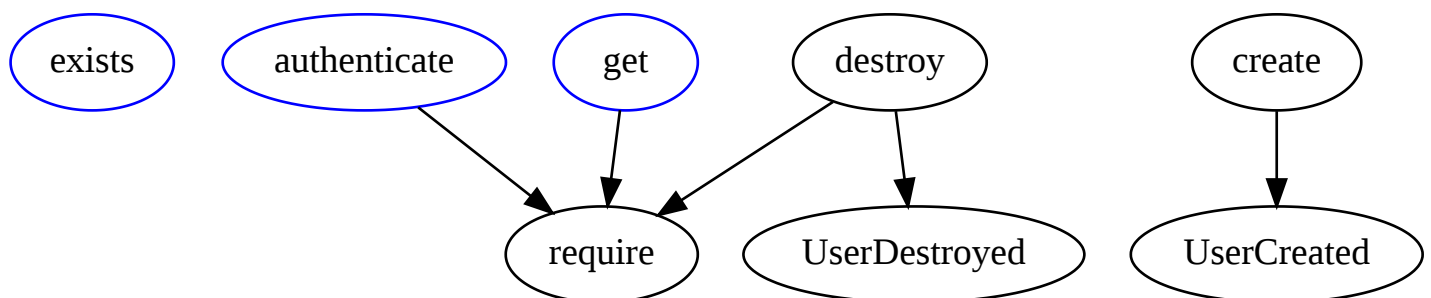 exists
authenticate
get
destroy
create
require
UserDestroyed
UserCreated